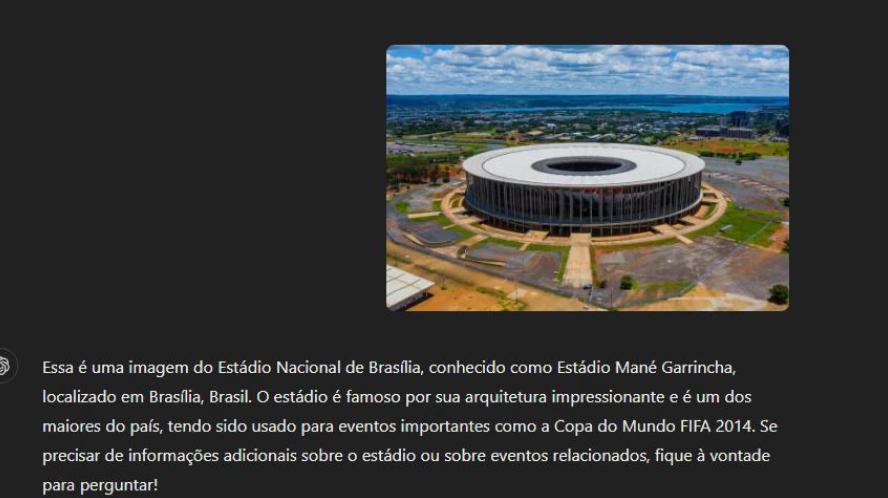 Essa é uma imagem do Estádio Nacional de Brasília, conhecido como Estádio Mané Garrincha,
localizado em Brasília, Brasil. O estádio é famoso por sua arquitetura impressionante e é um dos
maiores do país, tendo sido usado para eventos importantes como a Copa do Mundo FIFA 2014. Se
precisar de informações adicionais sobre o estádio ou sobre eventos relacionados, fique à vontade
para perguntar!